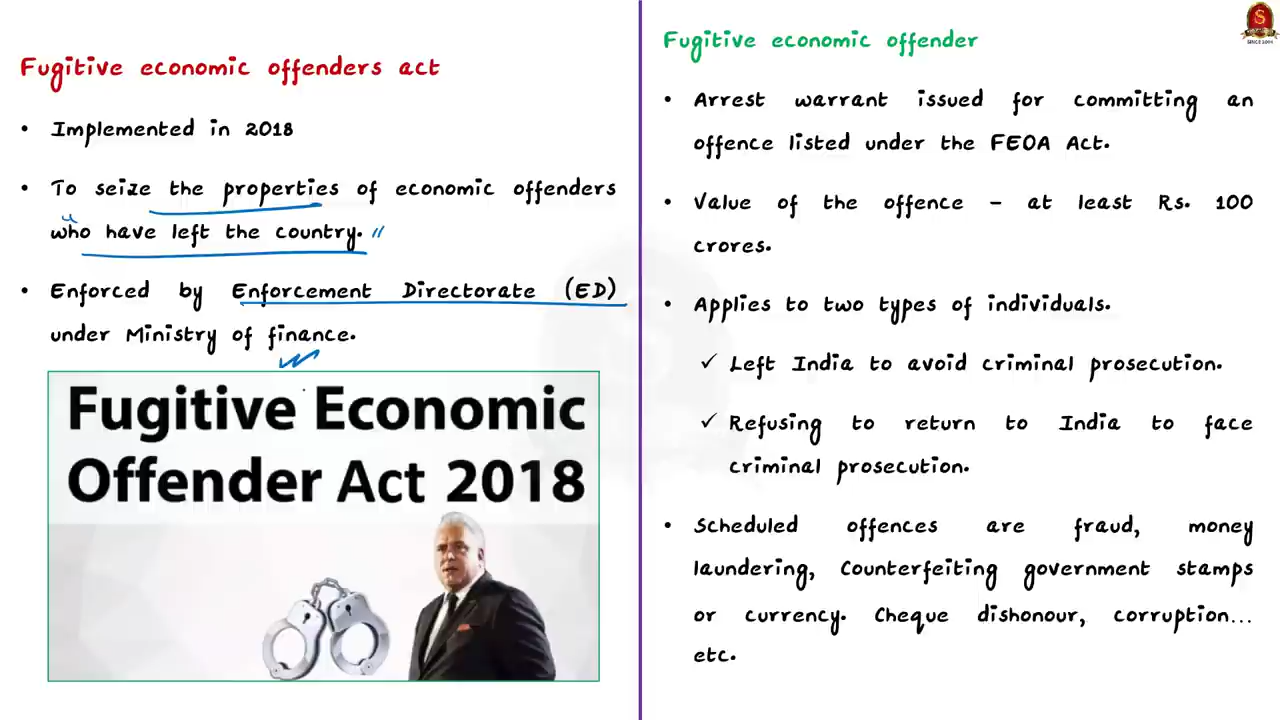 Fugitive economic offenders act
• Implemented in 2018
• To seize the properties of economic offenders
who have left the country.
• Enforced by Enforcement Directorate (ED)
under Ministry of finance.
Fugitive Economic
Offender Act 2018
Fugitive economic offender
• Arrest warrant issued for committing an
offence listed under the FEOA Act.
• Value of the offence – at least Rs. 100
crores.
• Applies to two types of individuals.
✓ Left India to avoid criminal prosecution.
✓ Refusing to return to India to face
criminal prosecution.
• Scheduled offences are fraud, money
laundering, Counterfeiting government stamps
or currency. Cheque dishonour, corruption...
etc.
S
SINCE 2004